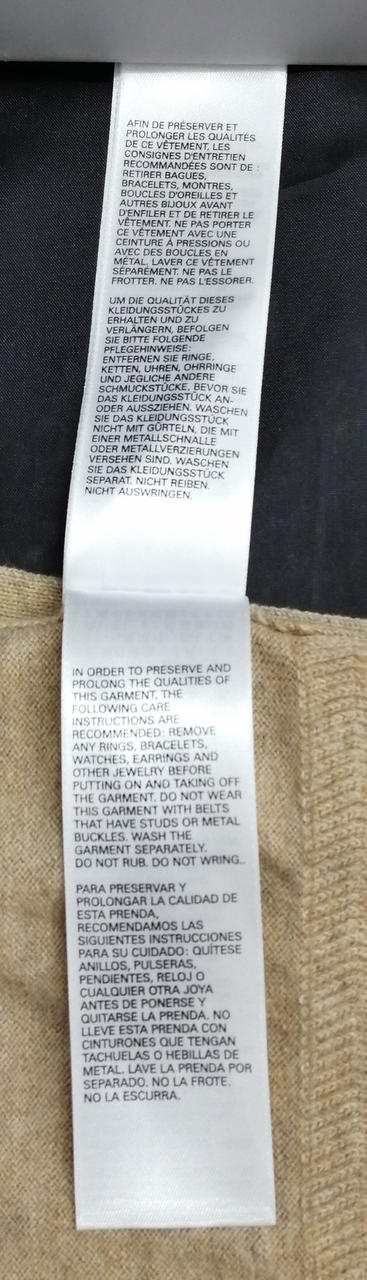 AFIN DE PRÉSERVER ET
PROLONGER LES QUALITÉS
DE CE VÊTEMENT, LES
CONSIGNES D'ENTRETIEN
RECOMMANDÉES SONT DE :
RETIRER BAGUES,
BRACELETS, MONTRES,
BOUCLES D'OREILLES ET
AUTRES BIJOUX AVANT
D'ENFILER ET DE RETIRER LE
VÊTEMENT. NE PAS PORTER
CE VÊTEMENT AVEC UNE
CEINTURE À PRESSIONS OU
AVEC DES BOUCLES EN
MÉTAL. LAVER CE VÊTEMENT
SÉPARÉMENT. NE PAS LE
FROTTER. NE PAS L'ESSORER.
UM DIE QUALITÄT DIESES
KLEIDUNGSSTÜCKES ZU
ERHALTEN UND ZU
VERLÄNGERN, BEFOLGEN
SIE BITTE FOLGENDE
PFLEGEHINWEISE:
ENTFERNEN SIE RINGE,
KETTEN, UHREN, OHRRINGE
UND JEGLICHE ANDERE
SCHMUCKSTÜCKE, BEVOR SIE
DAS KLEIDUNGSSTÜCK AN-
ODER AUSZIEHEN. WASCHEN
SIE DAS KLEIDUNGSSTÜCK
NICHT MIT GÜRTELN, DIE MIT
EINER METALLSCHNALLE
ODER METALLVERZIERUNGEN
VERSEHEN SIND. WASCHEN
SIE DAS KLEIDUNGSSTÜCK
SEPARAT. NICHT REIBEN.
NICHT AUSWRINGEN.
IN ORDER TO PRESERVE AND
PROLONG THE QUALITIES OF
THIS GARMENT, THE
FOLLOWING CARE
INSTRUCTIONS ARE
RECOMMENDED: REMOVE
ANY RINGS, BRACELETS,
WATCHES, EARRINGS AND
OTHER JEWELRY BEFORE
PUTTING ON AND TAKING OFF
THE GARMENT. DO NOT WEAR
THIS GARMENT WITH BELTS
THAT HAVE STUDS OR METAL
BUCKLES. WASH THE
GARMENT SEPARATELY.
DO NOT RUB. DO NOT WRING..
PARA PRESERVAR Y
PROLONGAR LA CALIDAD DE
ESTA PRENDA,
RECOMENDAMOS LAS
SIGUIENTES INSTRUCCIONES
PARA SU CUIDADO: QUÍTESE
ANILLOS, PULSERAS,
PENDIENTES, RELOJ O
CUALQUIER OTRA JOYA
ANTES DE PONERSE Y
QUITARSE LA PRENDA. NO
LLEVE ESTA PRENDA CON
CINTURONES QUE TENGAN
TACHUELAS O HEBILLAS DE
METAL. LAVE LA PRENDA POR
SEPARADO. NO LA FROTE.
NO LA ESCURRA.